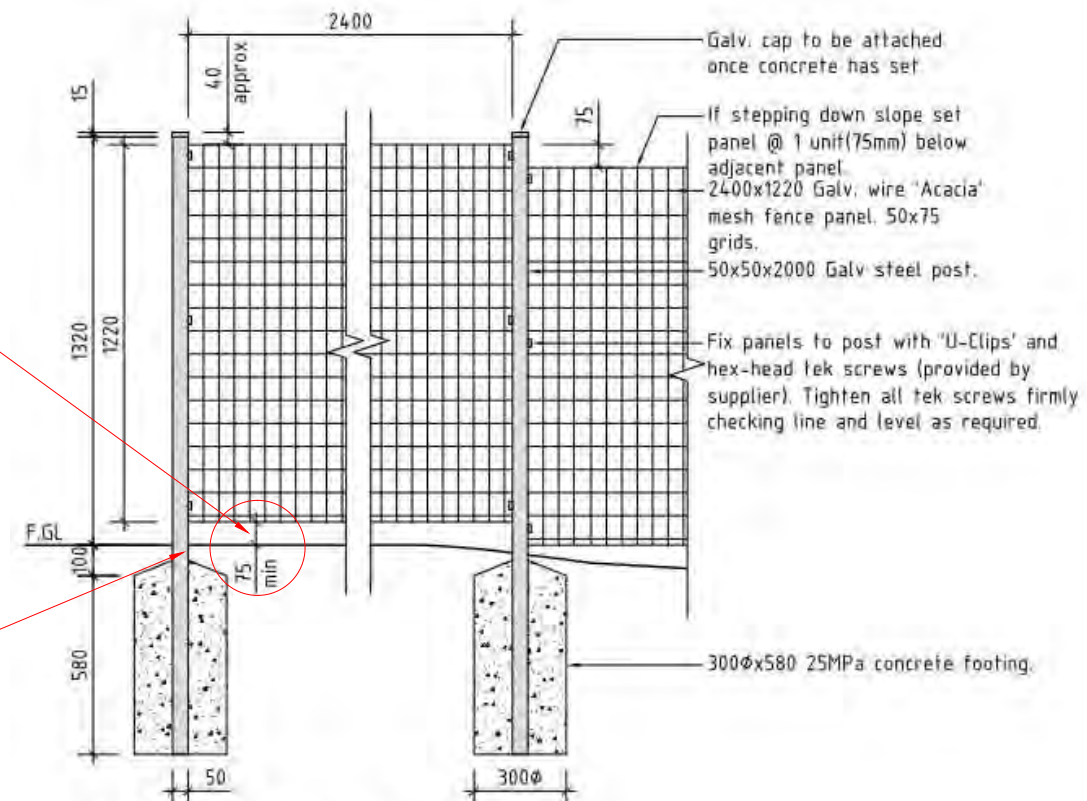 2400
Galv. cap to be attached
once concrete has set
15
40
approx
75
If stepping down slope set
panel @ 1 unit(75mm) below
adjacent panel.
2400x1220 Galv. wire 'Acacia'
mesh fence panel. 50x75
grids.
50x50x2000 Galv steel post.
1320
1220
Fix panels to post with 'U-Clips' and
hex-head tek screws (provided by
supplier). Tighten all tek screws firmly
checking line and level as required.
F.GL
100
75
min
580
300Øx580 25MPa concrete footing.
50
300Ø